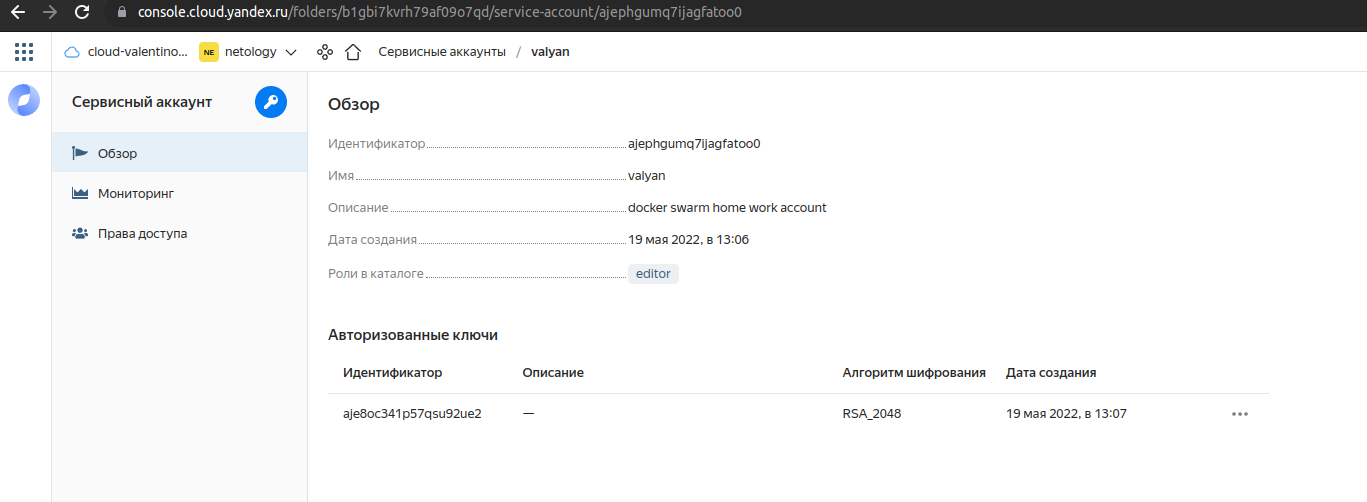 console.cloud.yandex.ru/folders/b1gbi7kvrh79af09o7qd/service-account/ajephgumq7ijagfatoo0
cloud-valentino... NE netology Сервисные аккаунты / valyan
Сервисный аккаунт
Обзор
Мониторинг
Права доступа
Обзор
Идентификатор ajephgumq7ijagfatoo0
Имя valyan
Описание docker swarm home work account
Дата создания 19 мая 2022, в 13:06
Роли в каталоге editor
Авторизованные ключи
Идентификатор Описание Алгоритм шифрования Дата создания
aje8oc341p57qsu92ue2 — RSA_2048 19 мая 2022, в 13:07